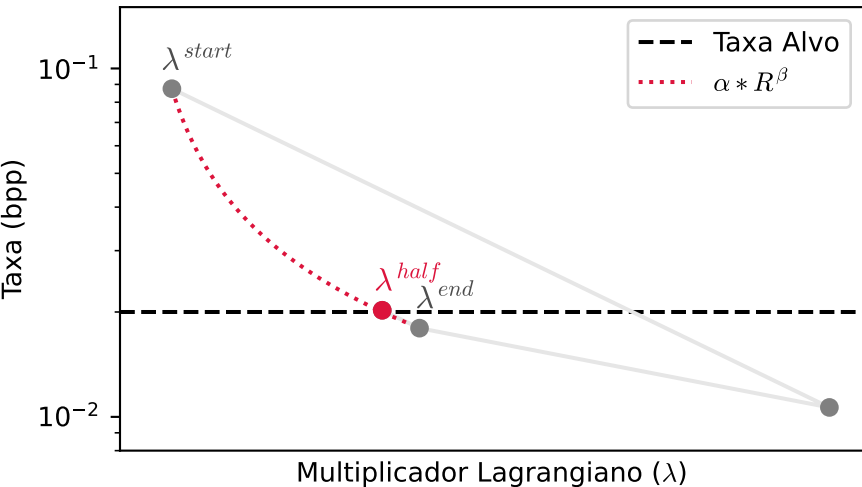 λ^start
Taxa Alvo
α ∗ R^β
10^−1
Taxa (bpp)
λ^half
λ^end
10^−2
Multiplicador Lagrangiano (λ)